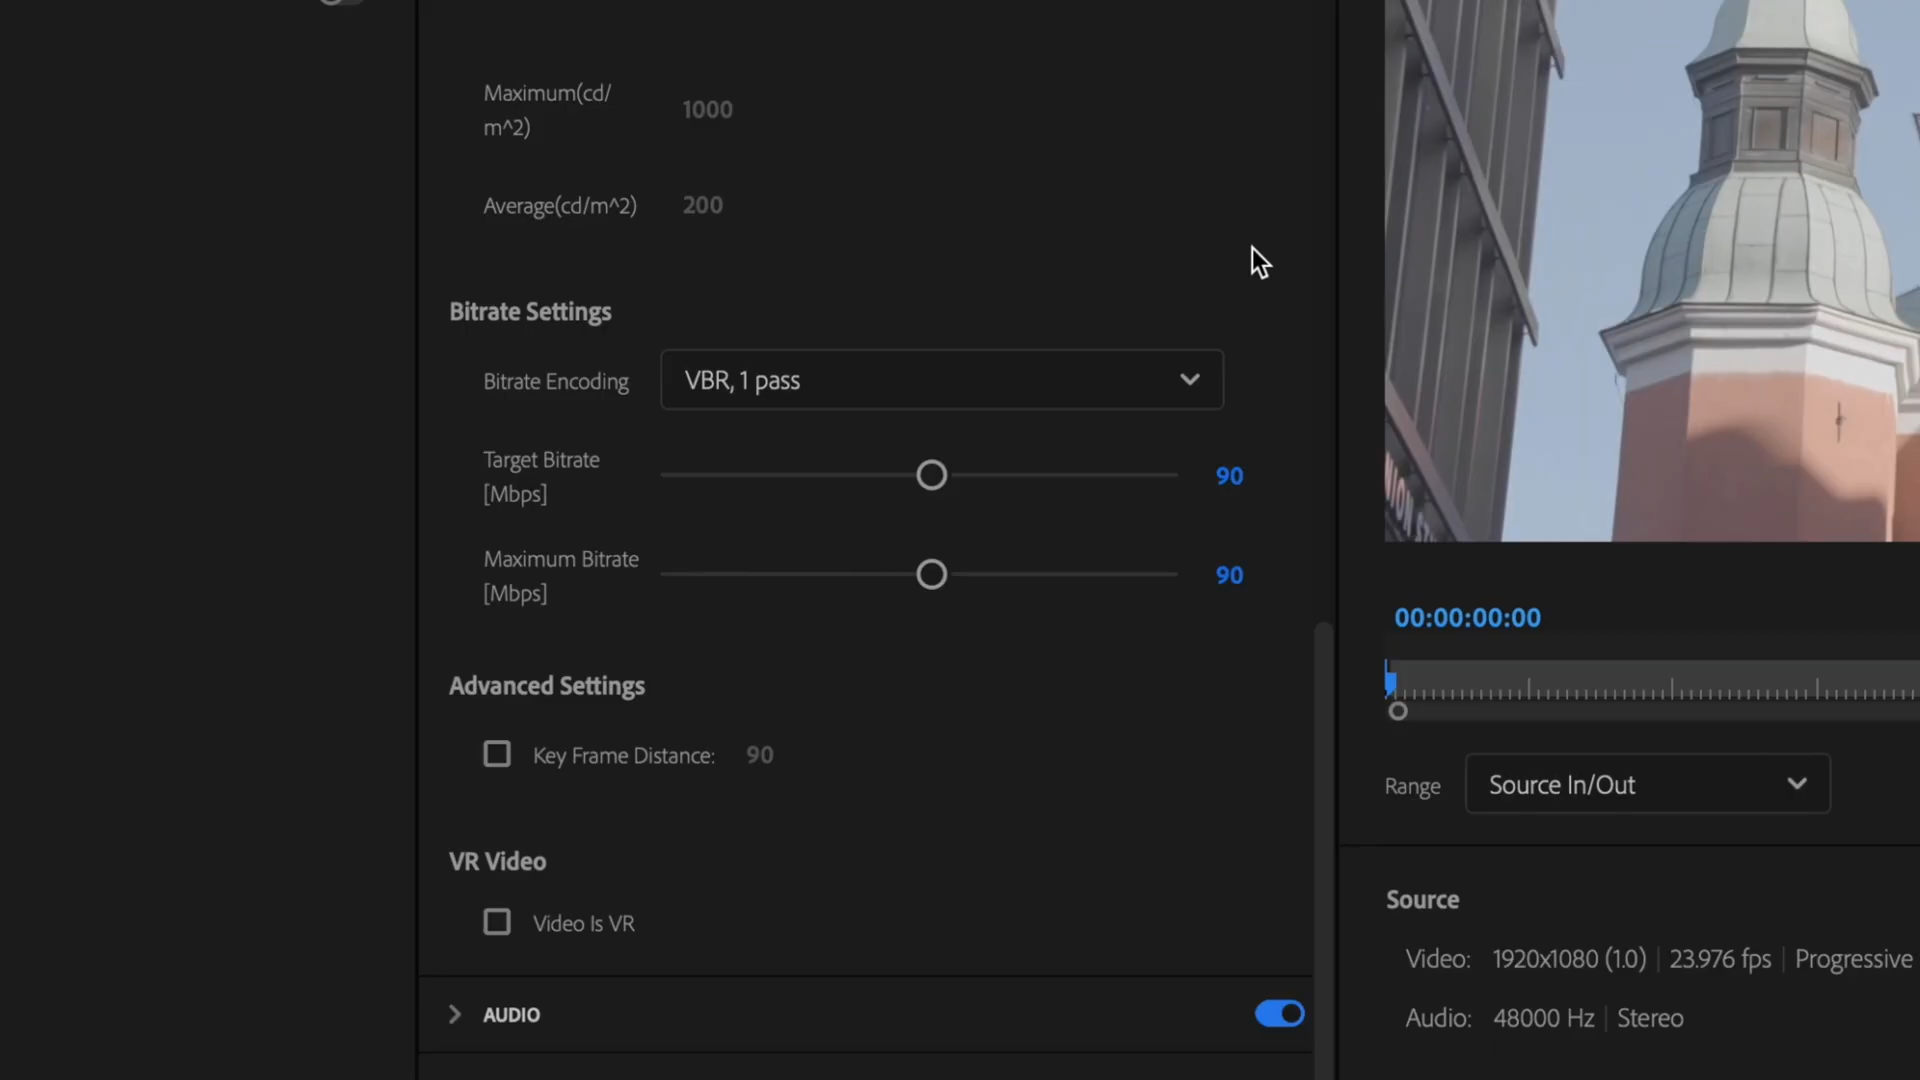 Maximum(cd/
m^2)
1000
Average(cd/m^2)
200
Bitrate Settings
Bitrate Encoding
VBR, 1 pass
Target Bitrate
[Mbps]
90
Maximum Bitrate
[Mbps]
90
Advanced Settings
Key Frame Distance:
90
VR Video
Video Is VR
AUDIO
00:00:00:00
Range
Source In/Out
Source
Video: 1920x1080 (1.0) | 23.976 fps | Progressive
Audio: 48000 Hz | Stereo